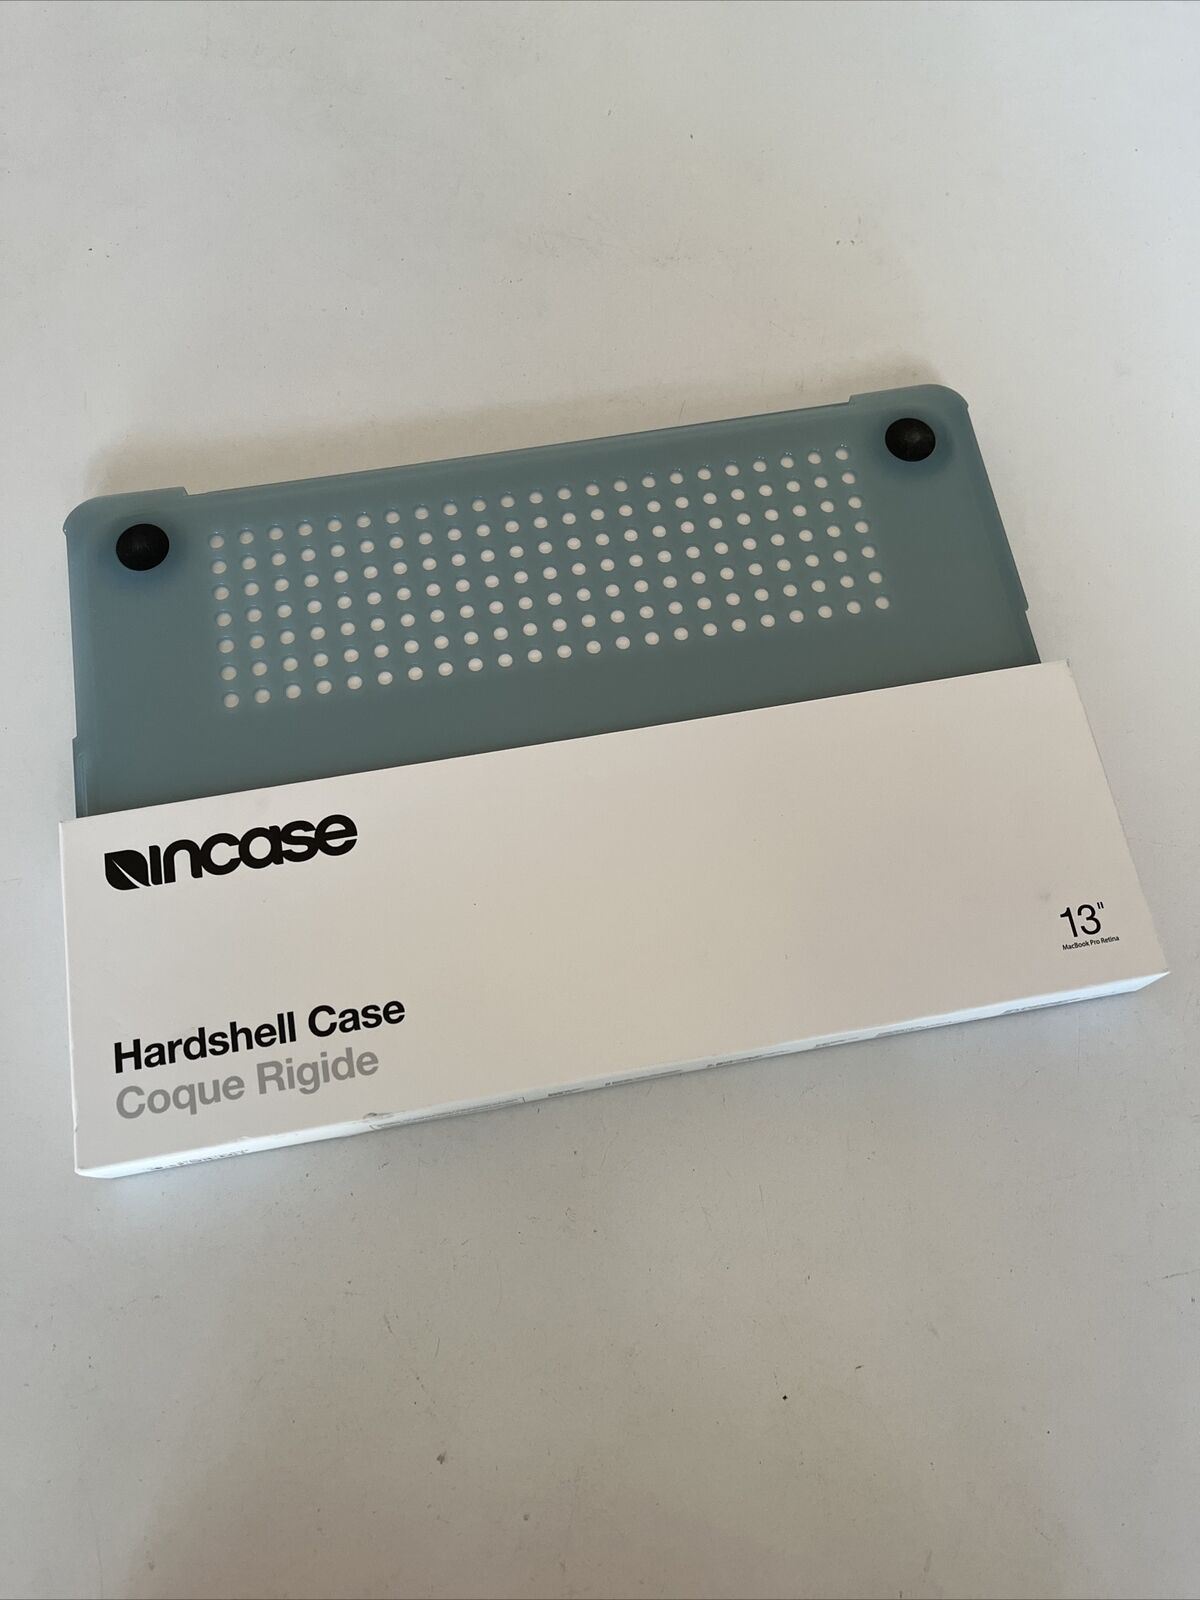 incase
13"
MacBook Pro Retina
Hardshell Case
Coque Rigide